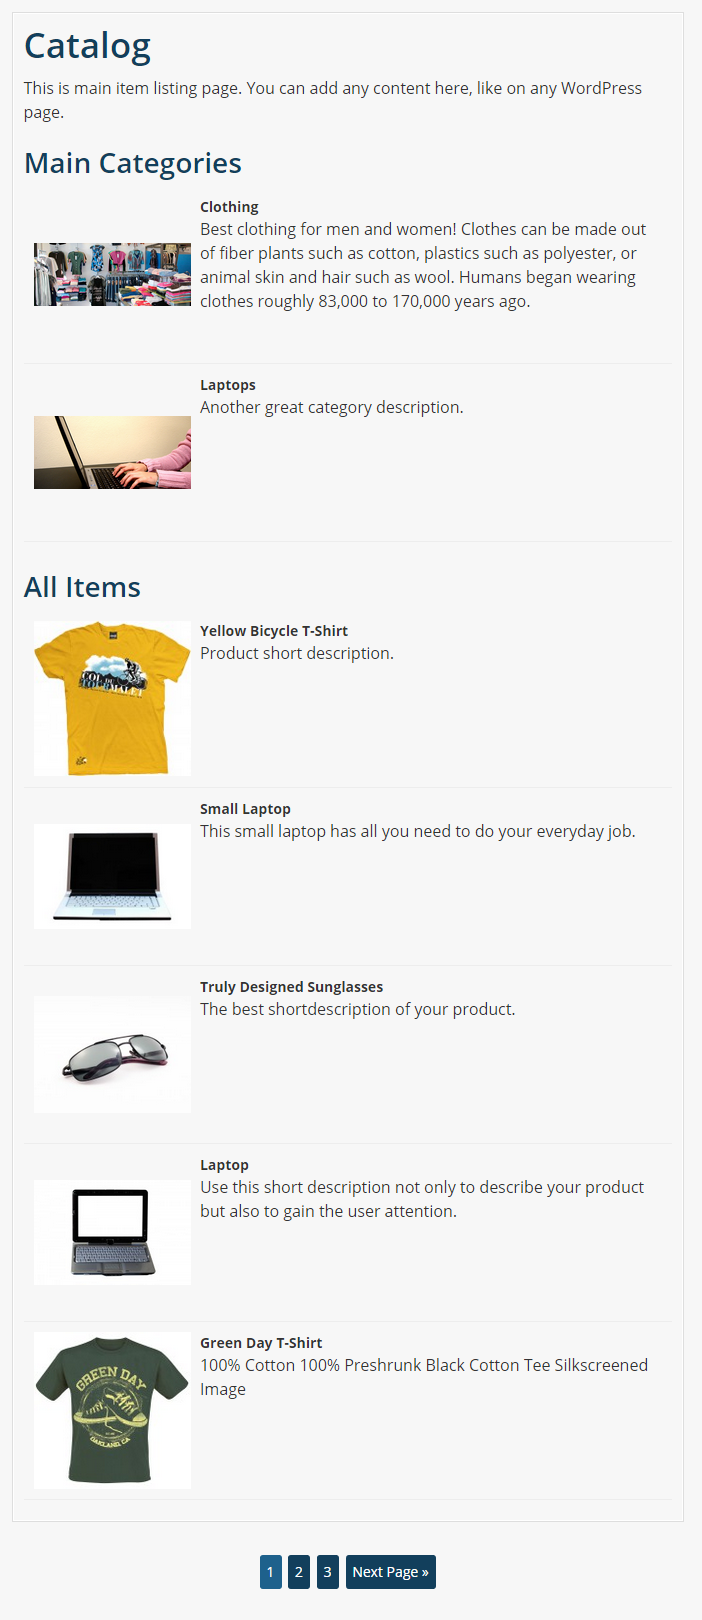 Catalog
This is main item listing page. You can add any content here, like on any WordPress
page.
Main Categories
Clothing
Best clothing for men and women! Clothes can be made out
of fiber plants such as cotton, plastics such as polyester, or
animal skin and hair such as wool. Humans began wearing
clothes roughly 83,000 to 170,000 years ago.
Laptops
Another great category description.
All Items
Yellow Bicycle T-Shirt
Product short description.
Small Laptop
This small laptop has all you need to do your everyday job.
Truly Designed Sunglasses
The best shortdescription of your product.
Laptop
Use this short description not only to describe your product
but also to gain the user attention.
Green Day T-Shirt
100% Cotton 100% Preshrunk Black Cotton Tee Silkscreened
Image
GREEN DAY
OAKLAND, CA
1 2 3 Next Page »